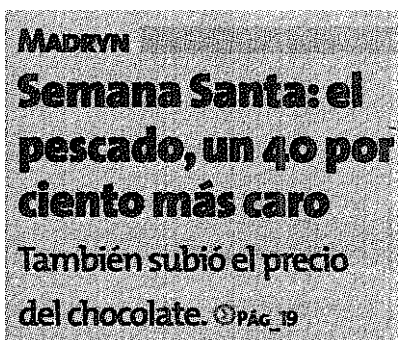 MADRYN
Semana Santa: el
pescado, un 40 por
ciento más caro
También subió el precio
del chocolate. PÁG_19